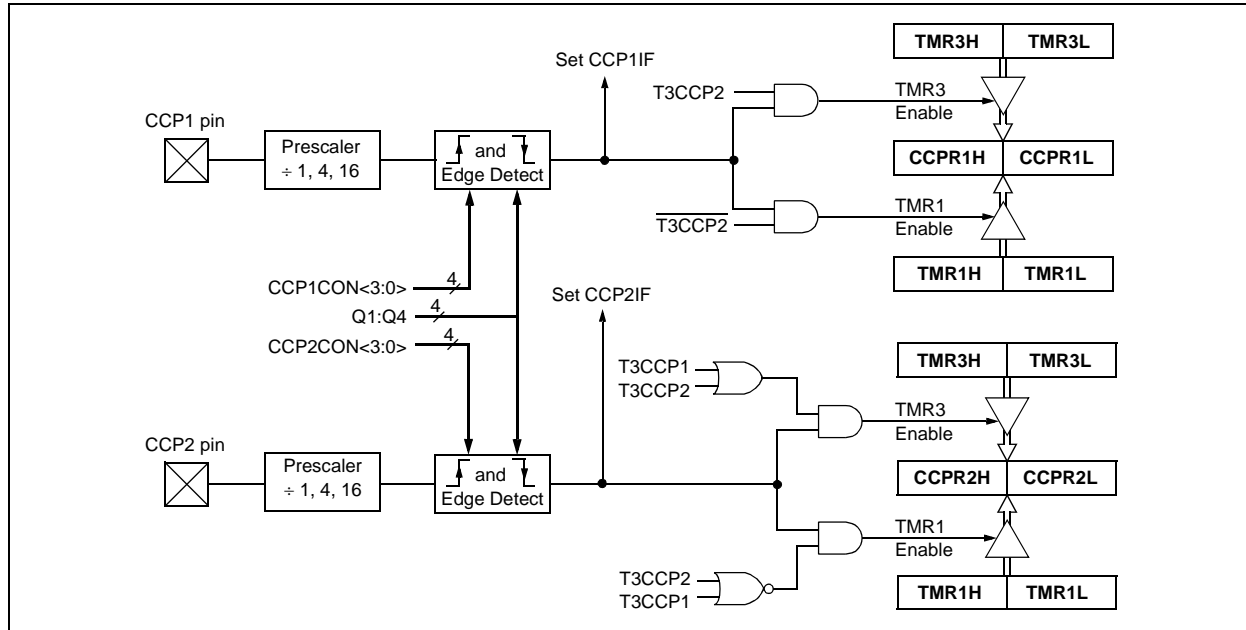 TMR3H TMR3L
Set CCP1IF
T3CCP2
TMR3
Enable
CCP1 pin
Prescaler
÷ 1, 4, 16
and
Edge Detect
CCPR1H CCPR1L
T3CCP2
TMR1
Enable
TMR1H TMR1L
CCP1CON<3:0> 4
Q1:Q4 4
CCP2CON<3:0> 4
Set CCP2IF
TMR3H TMR3L
T3CCP1
T3CCP2
TMR3
Enable
CCP2 pin
Prescaler
÷ 1, 4, 16
and
Edge Detect
CCPR2H CCPR2L
TMR1
Enable
T3CCP2
T3CCP1
TMR1H TMR1L